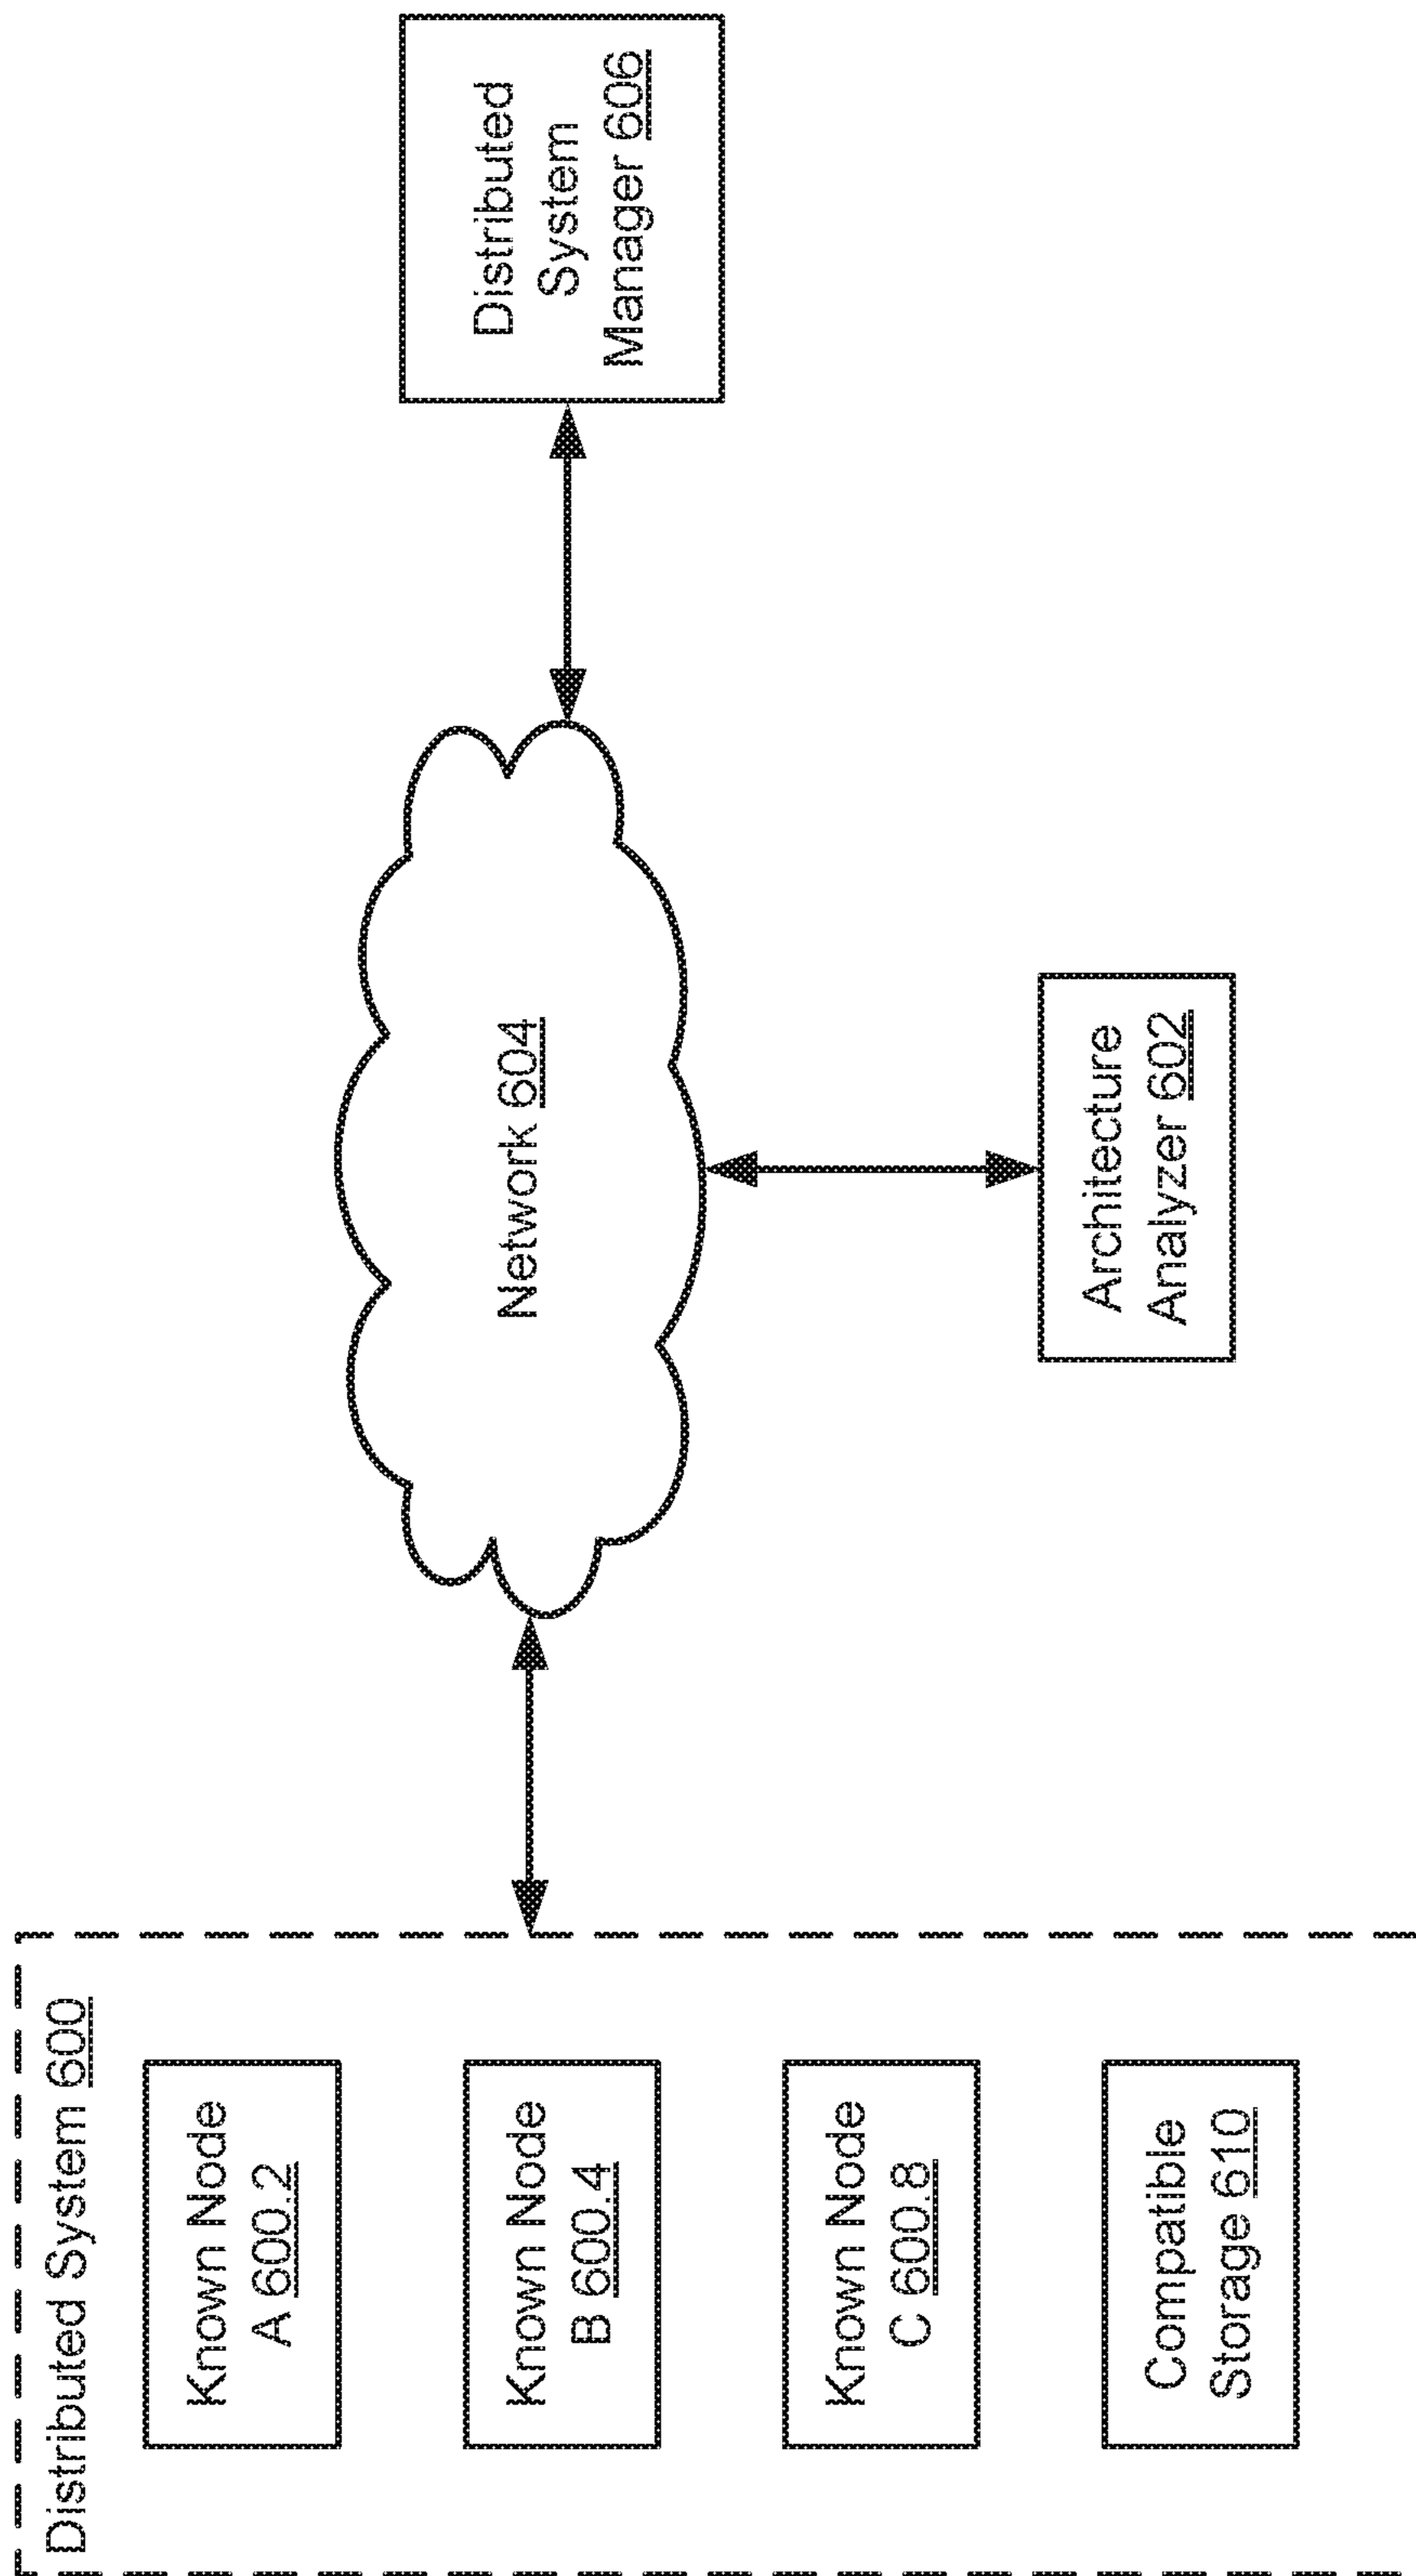 Distributed System 600
Known Node
A 600.2
Known Node
B 600.4
Known Node
C 600.8
Compatible
Storage 610
Network 604
Architecture
Analyzer 602
Distributed
System
Manager 606